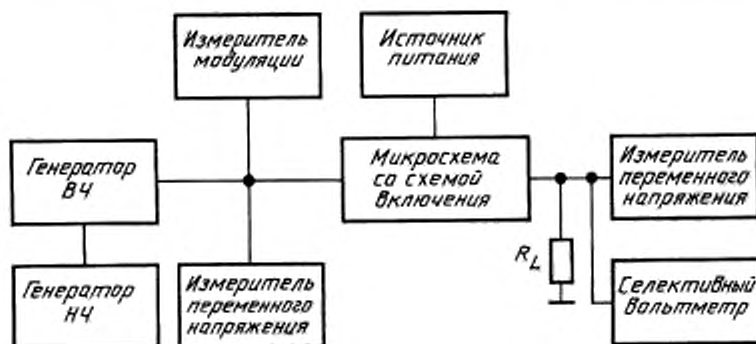 Измеритель
модуляции
Источник
питания
Генератор
ВЧ
Микросхема
со схемой
включения
Измеритель
переменного
напряжения
R_L
Генератор
НЧ
Измеритель
переменного
напряжения
Селективный
вольтметр